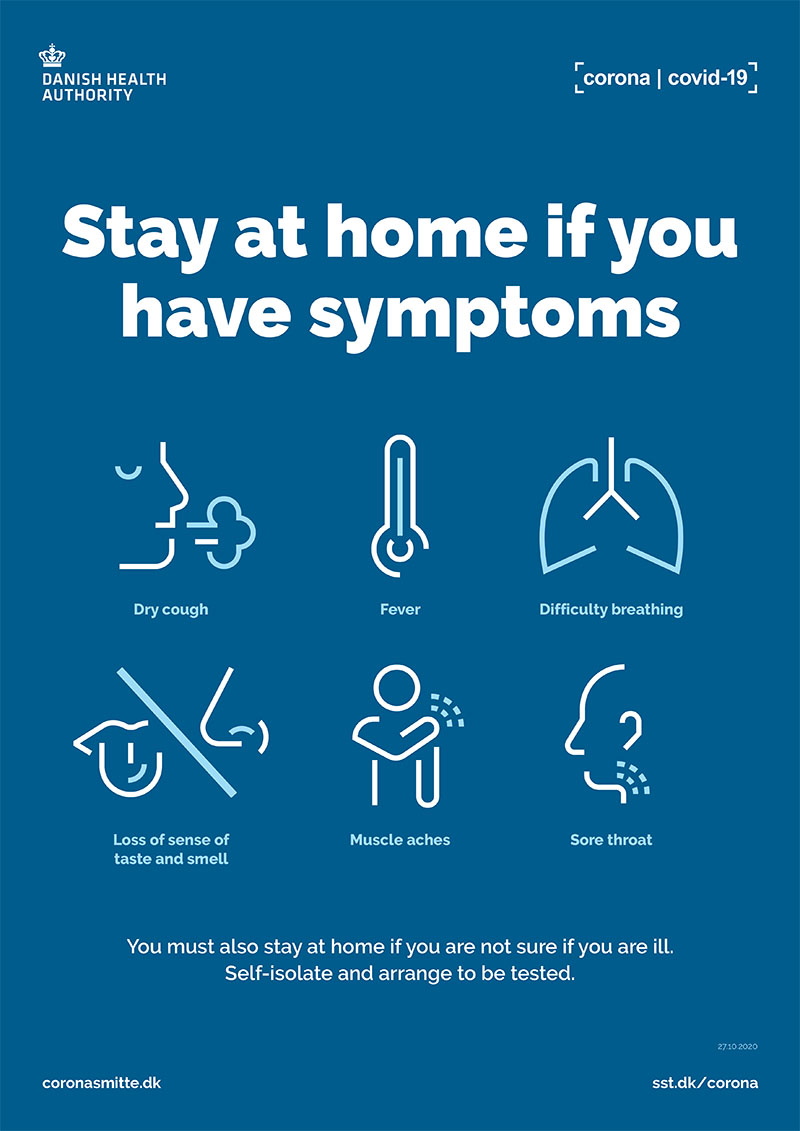 DANISH HEALTH
AUTHORITY
corona | covid-19
Stay at home if you
have symptoms
Dry cough
Fever
Difficulty breathing
Loss of sense of
taste and smell
Muscle aches
Sore throat
You must also stay at home if you are not sure if you are ill.
Self-isolate and arrange to be tested.
27.10.2020
coronasmitte.dk
sst.dk/corona